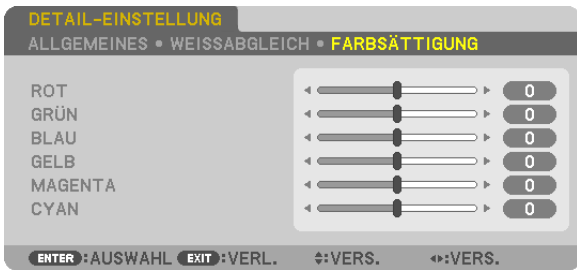 DETAIL-EINSTELLUNG
ALLGEMEINES • WEISSABGLEICH • FARBSÄTTIGUNG
ROT 0
GRÜN 0
BLAU 0
GELB 0
MAGENTA 0
CYAN 0
ENTER:AUSWAHL EXIT:VERL. :VERS. :VERS.